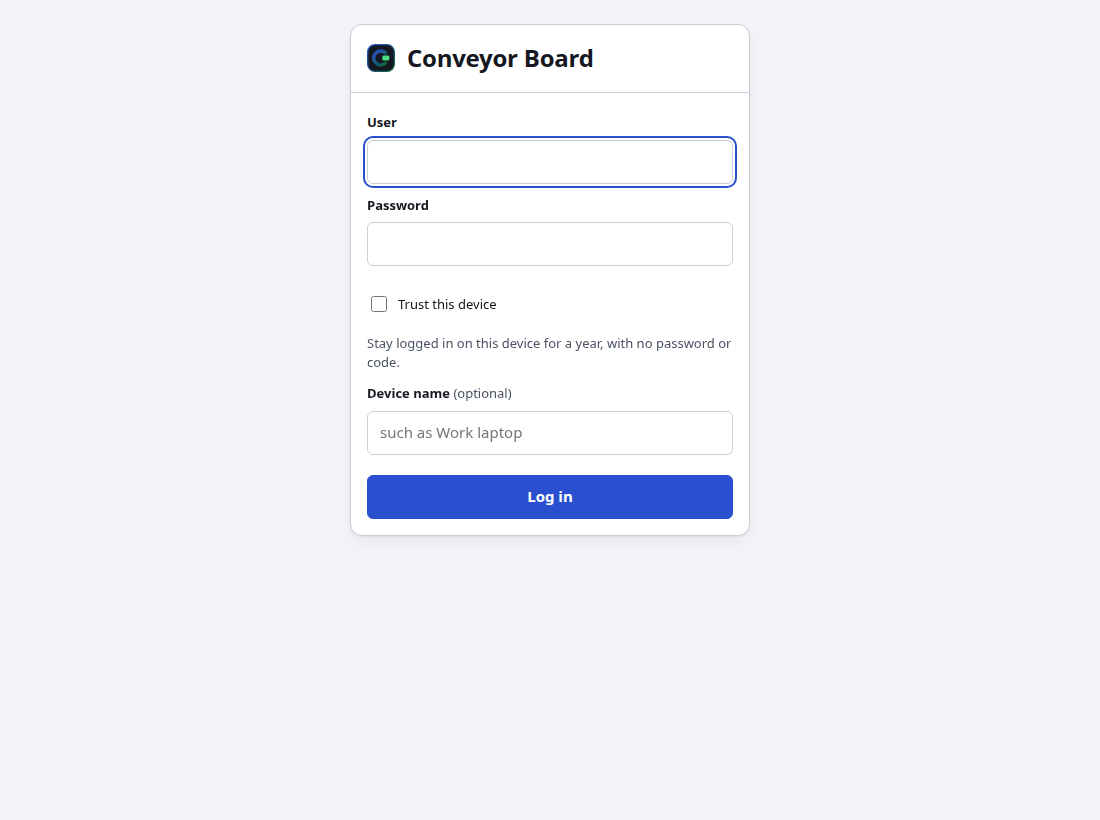 Conveyor Board
User
Password
Trust this device
Stay logged in on this device for a year, with no password or
code.
Device name (optional)
such as Work laptop
Log in